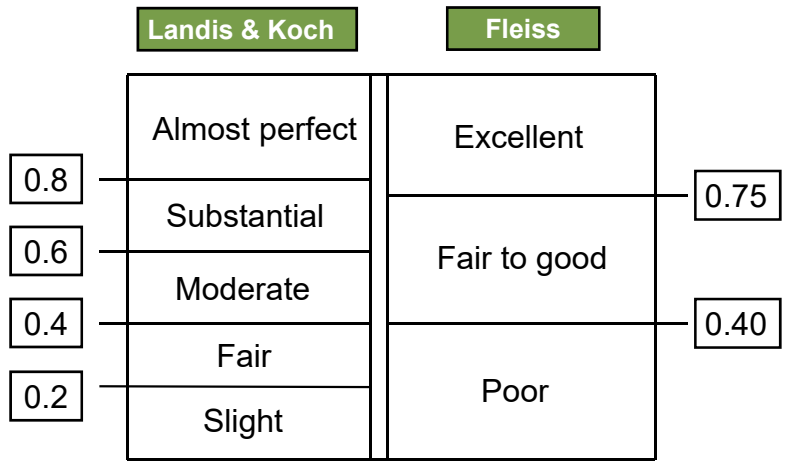 Landis & Koch
Fleiss
Almost perfect
Excellent
0.8
0.75
Substantial
0.6
Fair to good
Moderate
0.4
0.40
Fair
0.2
Poor
Slight